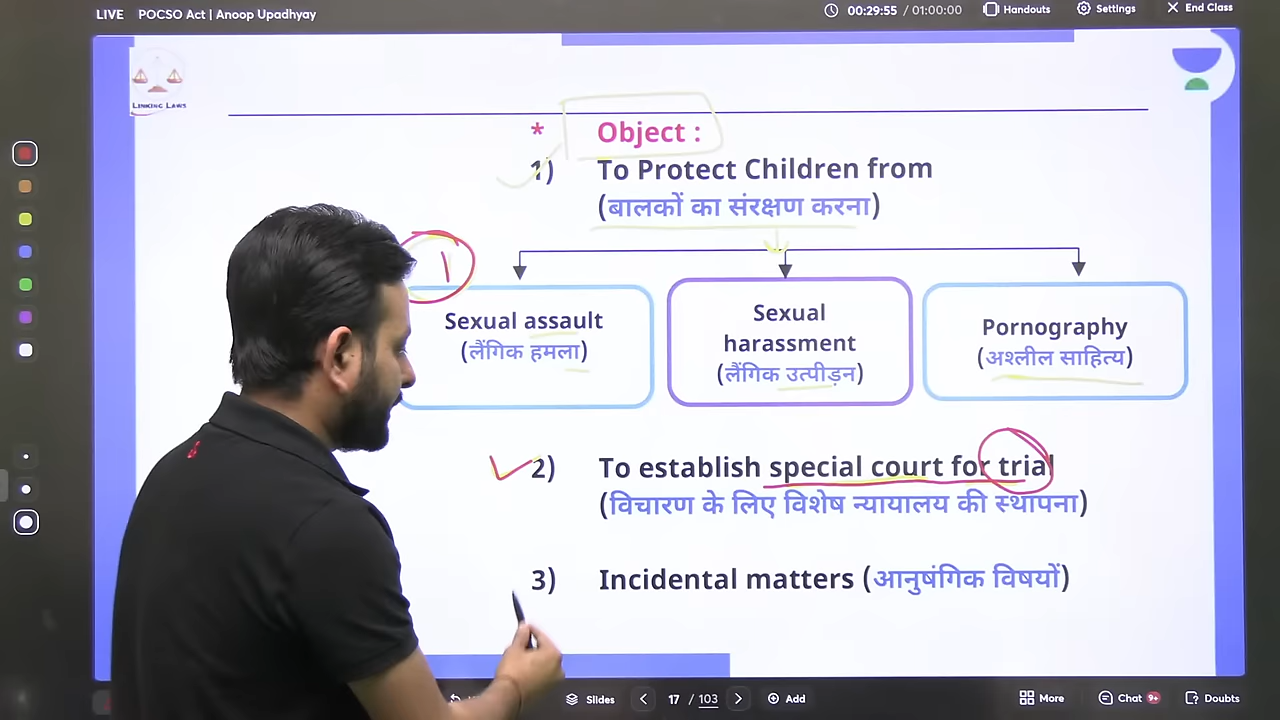 LIVE POCSO Act | Anoop Upadhyay 00:29:55 / 01:00:00 Handouts Settings End Class
LINKING LAWS
* Object :
1) To Protect Children from
(बालकों का संरक्षण करना)
1
Sexual assault
(लैंगिक हमला)
Sexual
harassment
(लैंगिक उत्पीड़न)
Pornography
(अश्लील साहित्य)
2) To establish special court for trial
(विचारण के लिए विशेष न्यायालय की स्थापना)
3) Incidental matters (आनुषंगिक विषयों)
Slides 17 / 103 Add More Chat 9+ Doubts